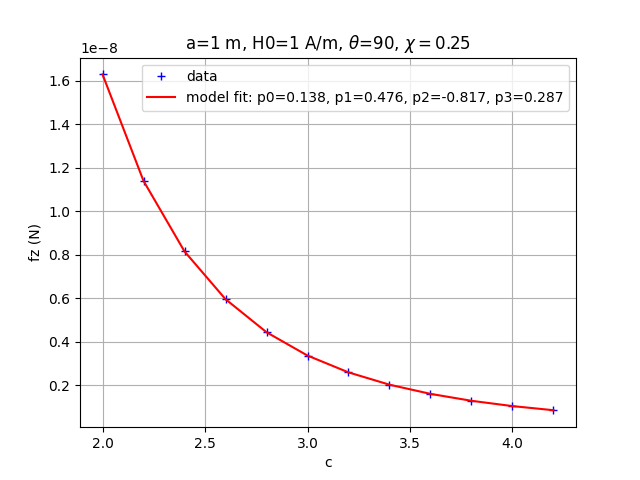 a=1 m, H0=1 A/m, θ=90, χ = 0.25
1e−8
data
model fit: p0=0.138, p1=0.476, p2=-0.817, p3=0.287
1.6
1.4
1.2
1.0
0.8
0.6
0.4
0.2
fz (N)
2.0 2.5 3.0 3.5 4.0
c